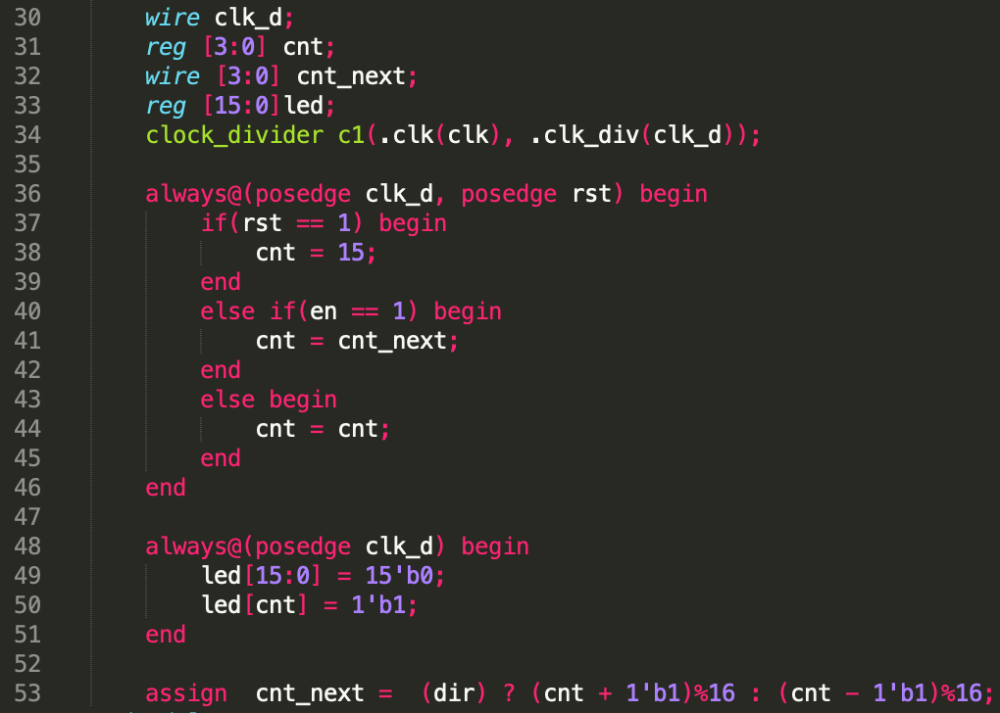 30 wire clk_d;
31 reg [3:0] cnt;
32 wire [3:0] cnt_next;
33 reg [15:0]led;
34 clock_divider c1(.clk(clk), .clk_div(clk_d));
35
36 always@(posedge clk_d, posedge rst) begin
37 if(rst == 1) begin
38 cnt = 15;
39 end
40 else if(en == 1) begin
41 cnt = cnt_next;
42 end
43 else begin
44 cnt = cnt;
45 end
46 end
47
48 always@(posedge clk_d) begin
49 led[15:0] = 15'b0;
50 led[cnt] = 1'b1;
51 end
52
53 assign  cnt_next =  (dir) ? (cnt + 1'b1)%16 : (cnt - 1'b1)%16;